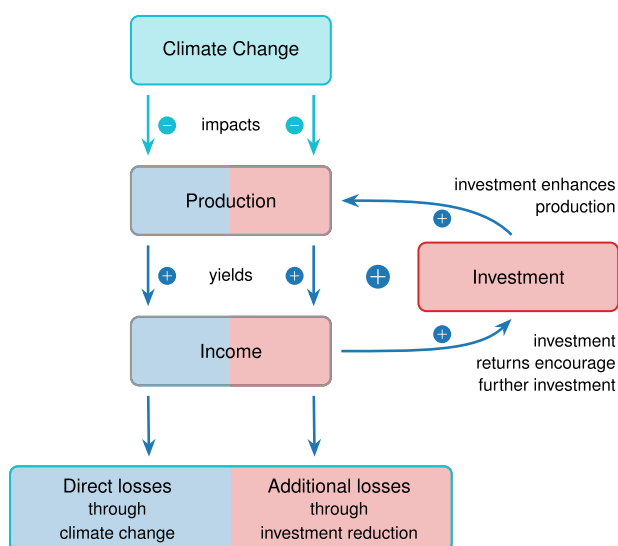 Climate Change
− impacts −
Production
investment enhances
production
+
+ yields +
+
Investment
Income
+
investment
returns encourage
further investment
Direct losses
through
climate change
Additional losses
through
investment reduction